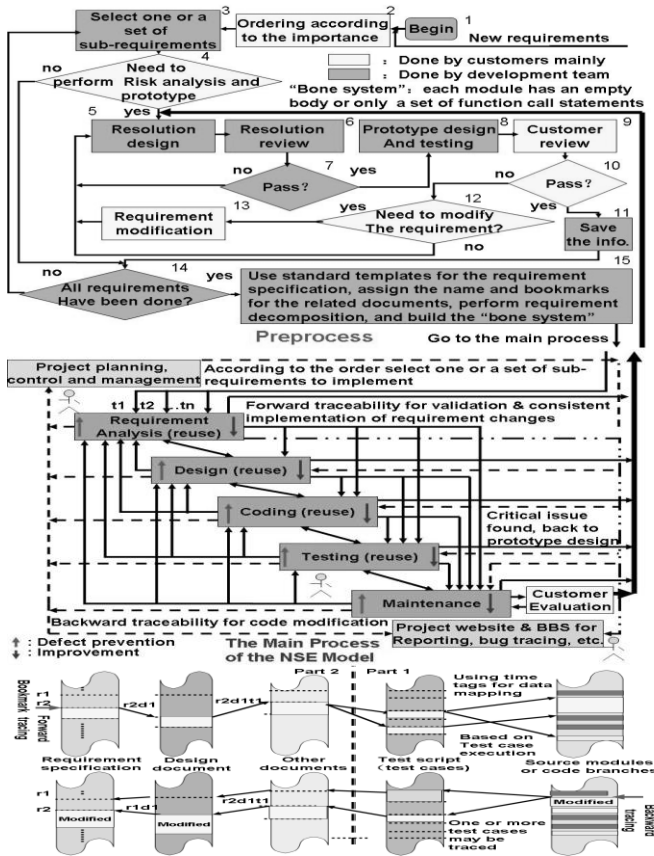 Select one or a
set of
sub-requirements
3
Ordering according
to the importance
2
Begin
1
New requirements
: Done by customers mainly
: Done by development team
"Bone system": each module has an empty
body or only a set of function call statements
Need to
perform Risk analysis and
prototype
4
no
yes
5
Resolution
design
Resolution
review
6
Prototype design
And testing
8
Customer
review
9
no
7
yes
Pass?
no
10
Pass?
13
Requirement
modification
yes
12
Need to modify
The requirement?
no
yes
11
Save
the info.
no
14
All requirements
Have been done?
yes
15
Use standard templates for the requirement
specification, assign the name and bookmarks
for the related documents, perform requirement
decomposition, and build the "bone system"
Preprocess
Go to the main process
Project planning,
control and management
According to the order select one or a set of sub-
requirements to implement
t1 t2 ..tn
Forward traceability for validation & consistent
implementation of requirement changes
Requirement
Analysis (reuse)
Design (reuse)
Coding (reuse)
Critical issue
found, back to
prototype design
Testing (reuse)
Maintenance
Customer
Evaluation
Backward traceability for code modification
Project website & BBS for
Reporting, bug tracing, etc.
: Defect prevention
: Improvement
The Main Process
of the NSE Model
Part 2
Part 1
Using time
tags for data
mapping
Bookmark tracing
Forward
r1
r2
r2d1
r2d1t1
Based on
Test case
execution
Requirement
specification
Design
document
Other
documents
Test script
(test cases)
Source modules
or code branches
r1
r2
Modified
r1d1
Modified
r2d1t1
One or more
test cases
may be
traced
Modified
Backward
tracing